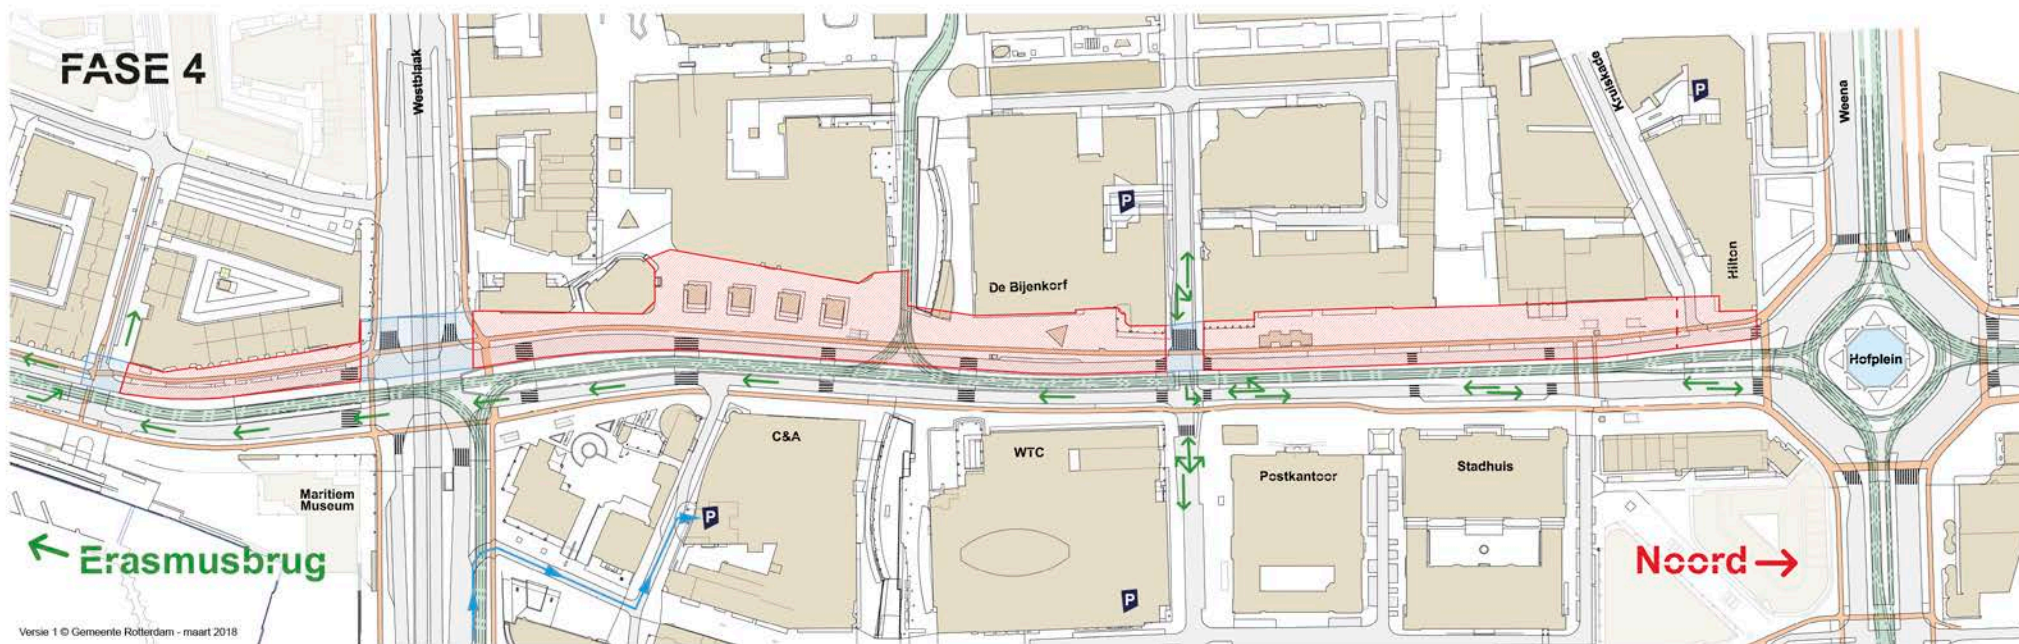 FASE 4
Westblaak
Kruiskade
P
Weena
P
De Bijenkorf
Hilton
Hofplein
C&A
WTC
Postkantoor
Stadhuis
Maritiem
Museum
P
← Erasmusbrug
Noord →
P
Versie 1 © Gemeente Rotterdam - maart 2018